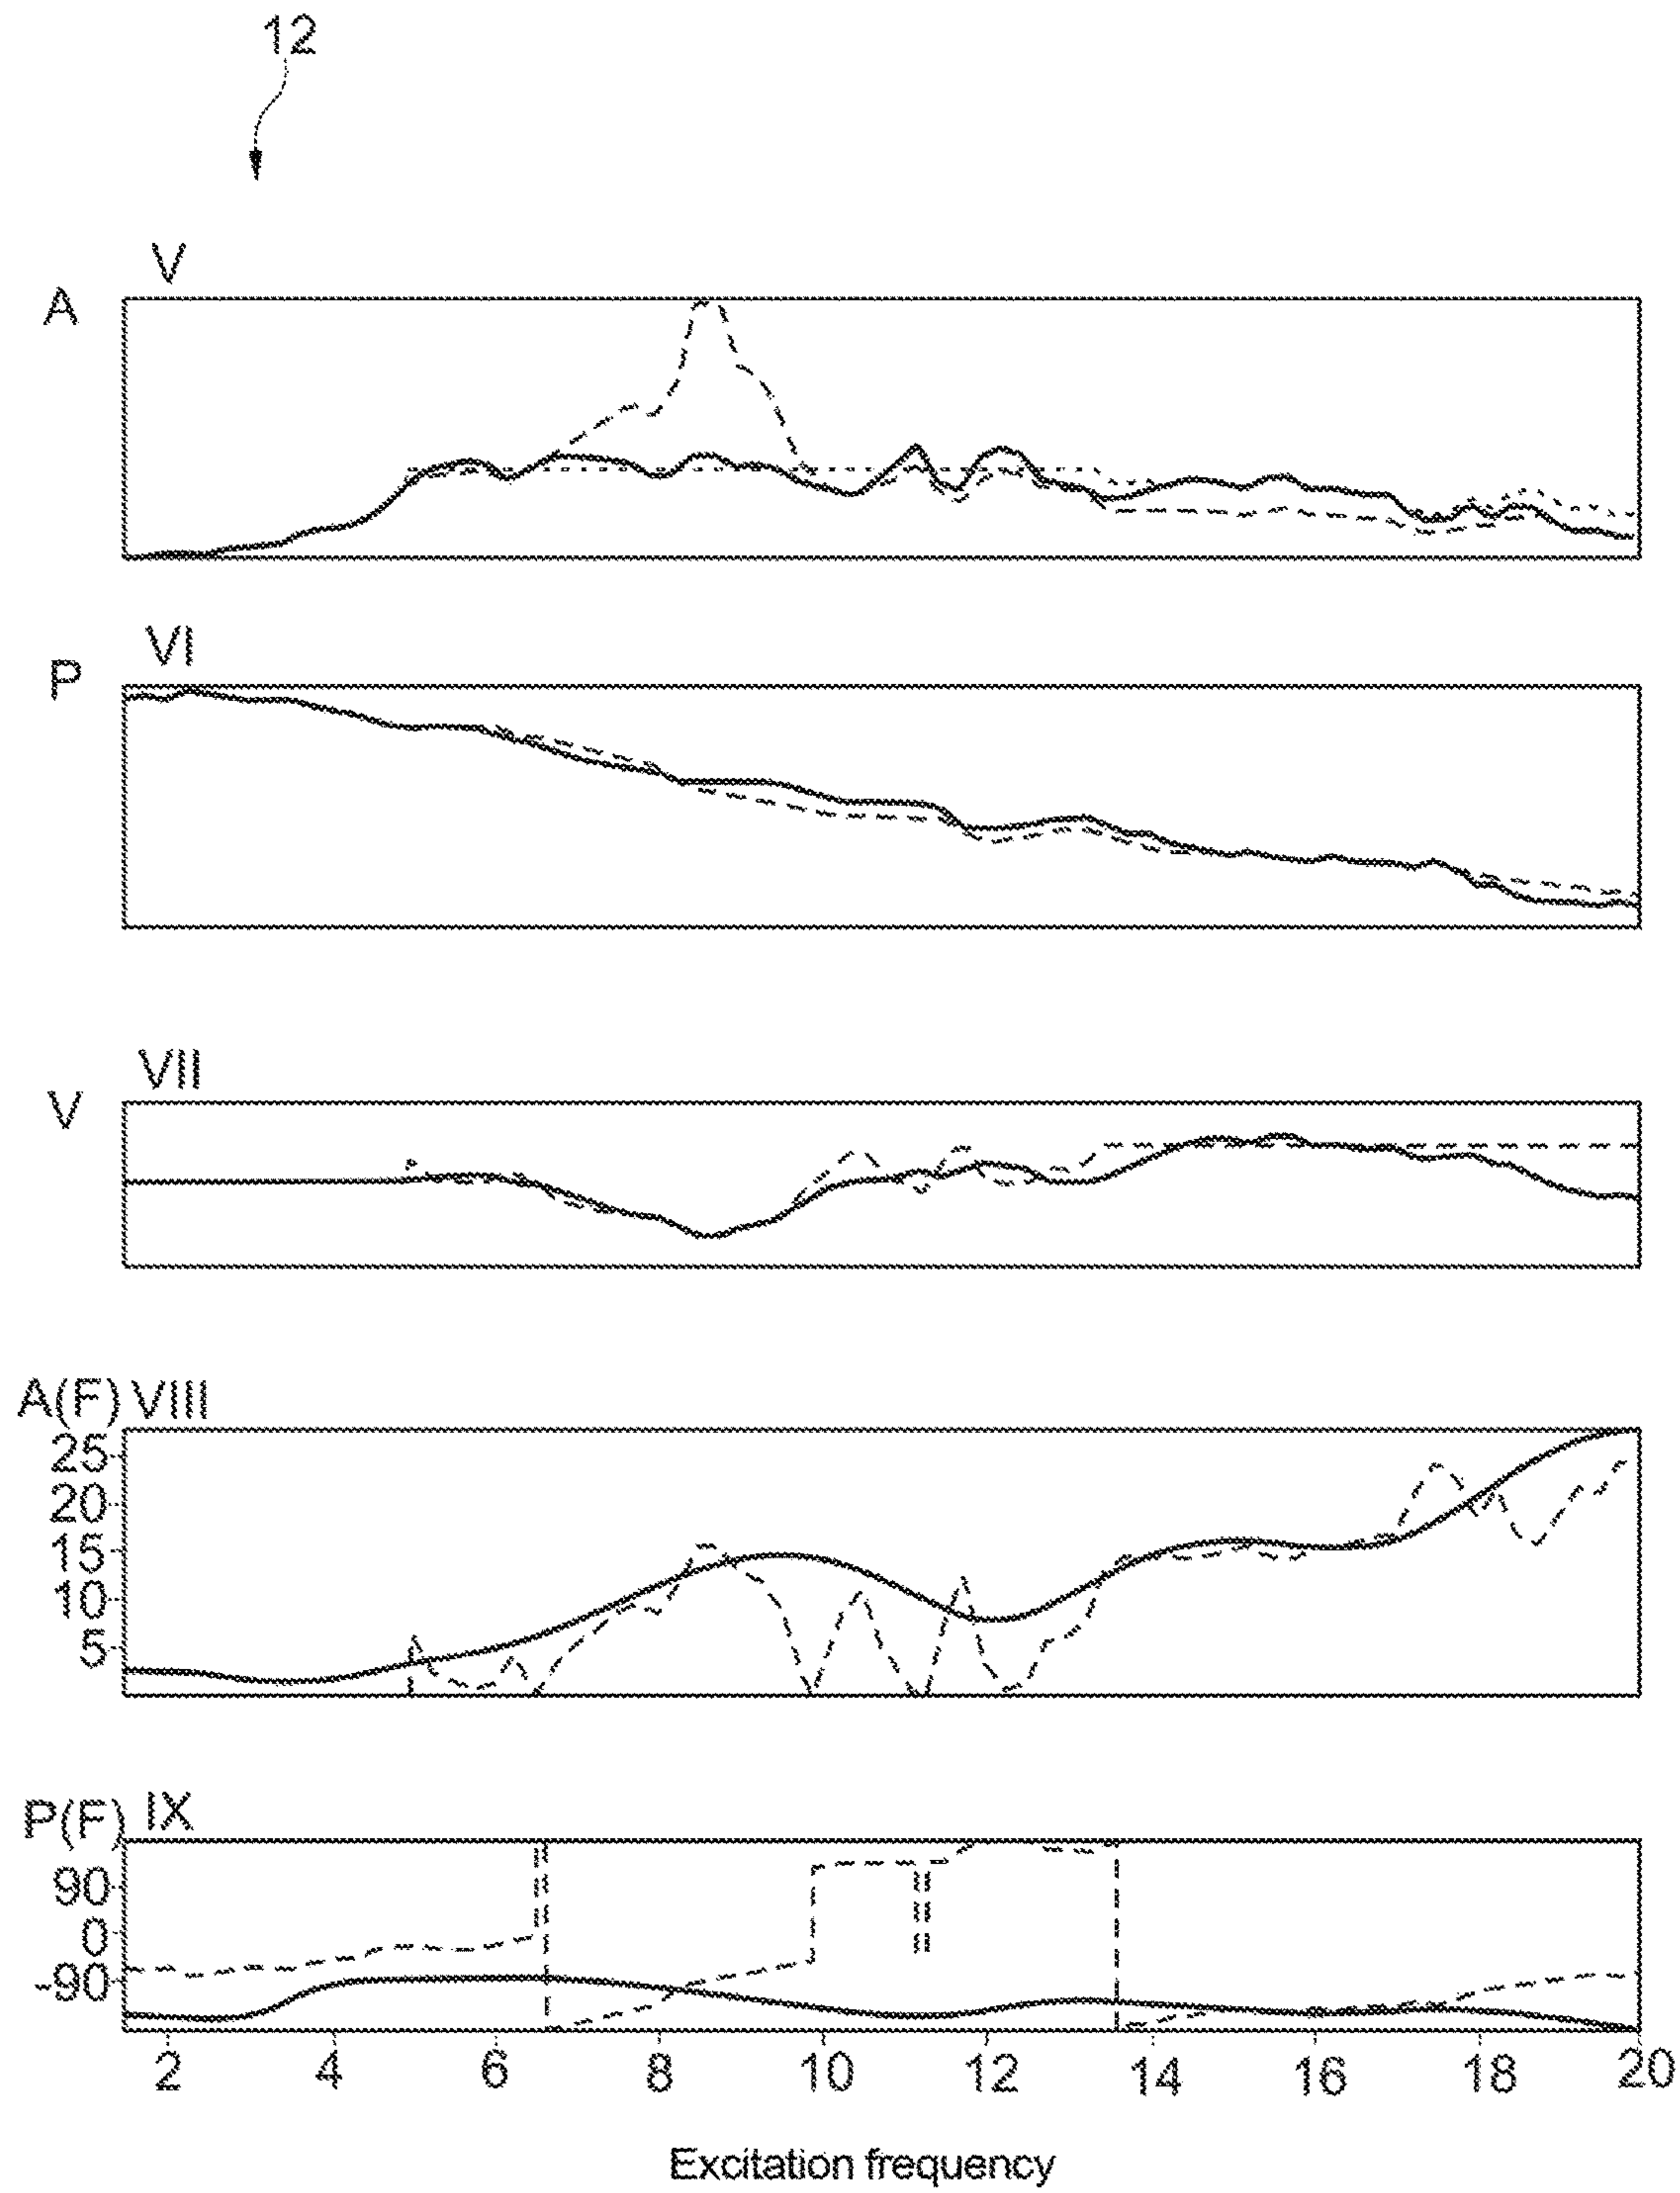 12
V
A
VI
P
VII
V
A(F) VIII
25
20
15
10
5
P(F) IX
90
0
-90
2 4 6 8 10 12 14 16 18 20
Excitation frequency